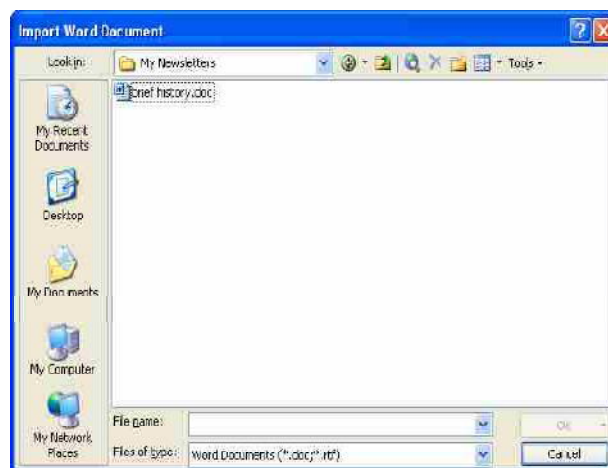 Import Word Document
Look in:
My Newsletters
Tools
brief history.doc
My Recent
Documents
Desktop
My Documents
My Computer
My Network
Places
File name:
OK
Files of type:
Word Documents (*.doc;*.rtf)
Cancel